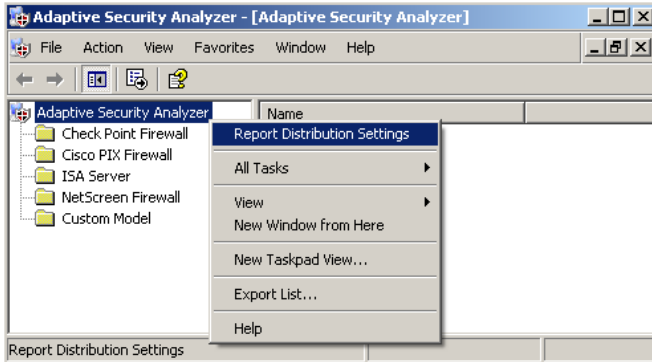 Adaptive Security Analyzer - [Adaptive Security Analyzer]
File Action View Favorites Window Help
Adaptive Security Analyzer
Name
Check Point Firewall
Cisco PIX Firewall
ISA Server
NetScreen Firewall
Custom Model
Report Distribution Settings
All Tasks
View
New Window from Here
New Taskpad View...
Export List...
Help
Report Distribution Settings